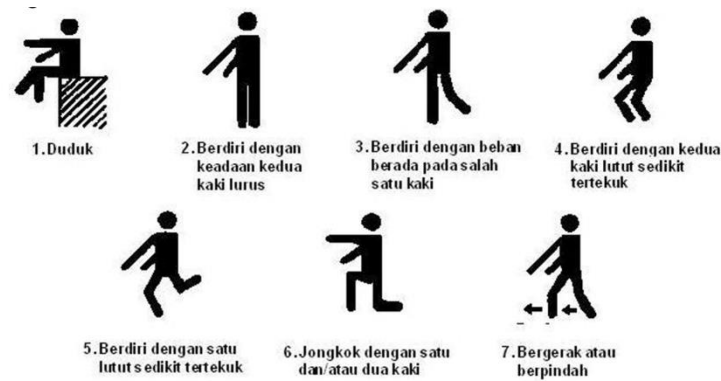 1.Duduk
2.Berdiri dengan
keadaan kedua
kaki lurus
3.Berdiri dengan beban
berada pada salah
satu kaki
4.Berdiri dengan kedua
kaki lutut sedikit
tertekuk
5.Berdiri dengan satu
lutut sedikit tertekuk
6.Jongkok dengan satu
dan/atau dua kaki
7.Bergerak atau
berpindah